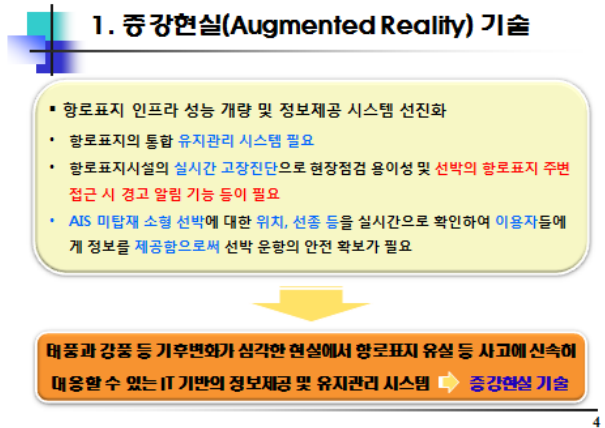 1. 증강현실(Augmented Reality) 기술
▪ 항로표지 인프라 성능 개량 및 정보제공 시스템 선진화
• 항로표지의 통합 유지관리 시스템 필요
• 항로표지시설의 실시간 고장진단으로 현장점검 용이성 및 선박의 항로표지 주변
접근 시 경고 알림 기능 등이 필요
• AIS 미탑재 소형 선박에 대한 위치, 선종 등을 실시간으로 확인하여 이용자들에
게 정보를 제공함으로써 선박 운항의 안전 확보가 필요
태풍과 강풍 등 기후변화가 심각한 현실에서 항로표지 유실 등 사고에 신속히
대응할 수 있는 IT 기반의 정보제공 및 유지관리 시스템 ➡ 증강현실 기술
4